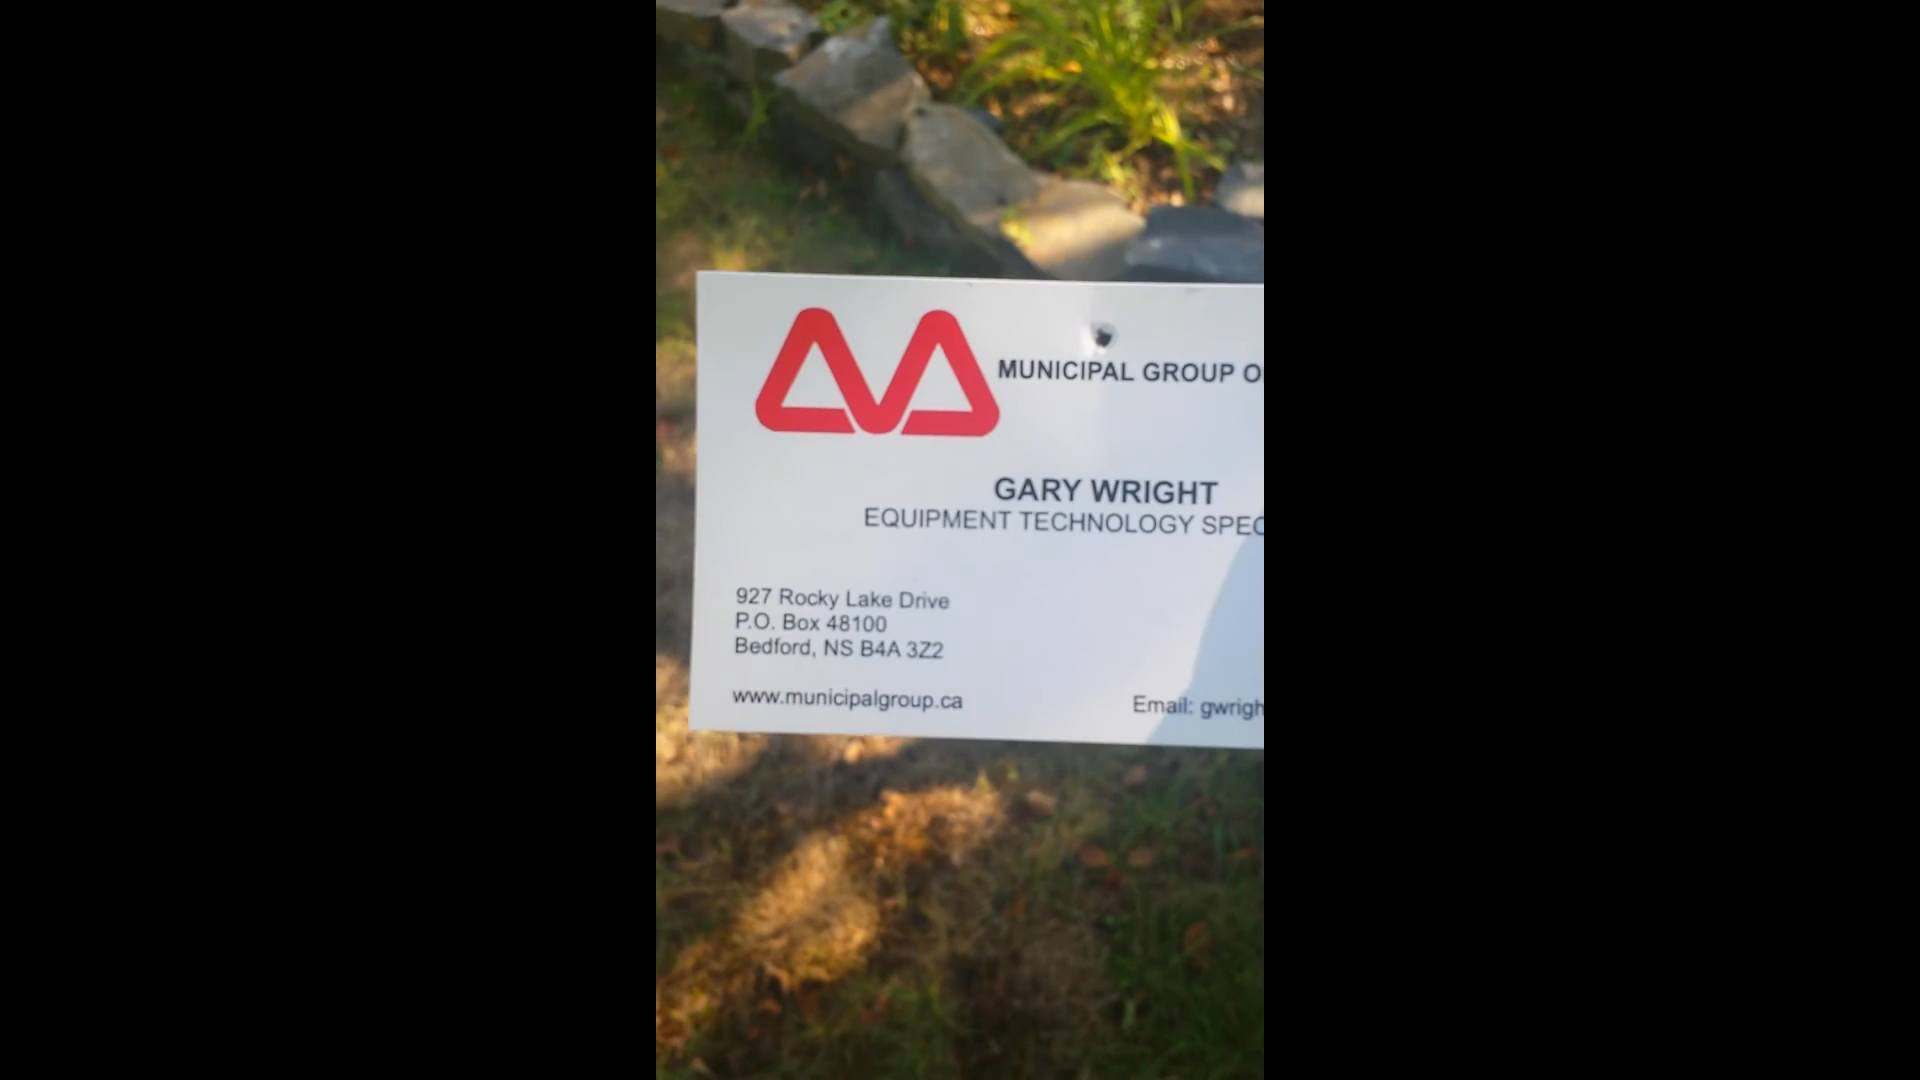 MUNICIPAL GROUP
GARY WRIGHT
EQUIPMENT TECHNOLOGY SPEC
927 Rocky Lake Drive
P.O. Box 48100
Bedford, NS B4A 3Z2
www.municipalgroup.ca
Email: gwrigh